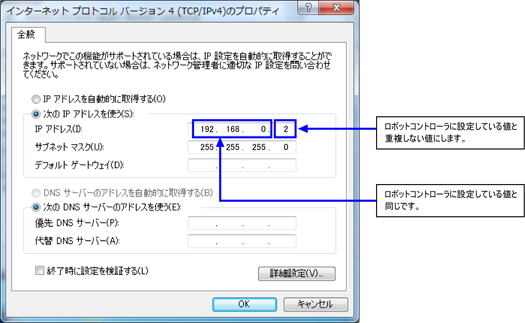 インターネット プロトコル バージョン 4 (TCP/IPv4)のプロパティ
全般
ネットワークでこの機能がサポートされている場合は、IP 設定を自動的に取得することがで
きます。サポートされていない場合は、ネットワーク管理者に適切な IP 設定を問い合わせ
てください。
IP アドレスを自動的に取得する(O)
次の IP アドレスを使う(S):
IP アドレス(I):
192 . 168 . 0 . 2
サブネット マスク(U):
255 . 255 . 255 . 0
デフォルト ゲートウェイ(D):
. . .
ロボットコントローラに設定している値と
重複しない値にします。
DNS サーバーのアドレスを自動的に取得する(B)
次の DNS サーバーのアドレスを使う(E):
優先 DNS サーバー(P):
. . .
代替 DNS サーバー(A):
. . .
ロボットコントローラに設定している値と
同じです。
終了時に設定を検証する(L)
詳細設定(V)...
OK
キャンセル